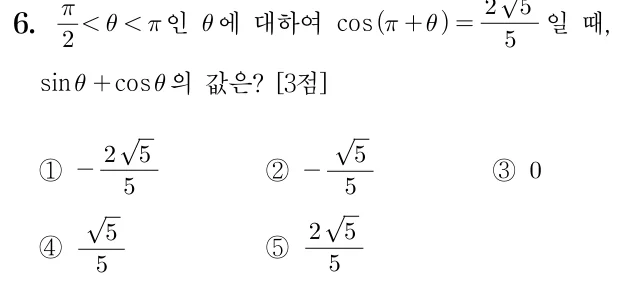 6. π/2 < θ < π 인 θ에 대하여 cos(π+θ) = 2√5/5 일 때,
sinθ + cosθ의 값은? [3점]
① -2√5/5 ② -√5/5 ③ 0
④ √5/5 ⑤ 2√5/5